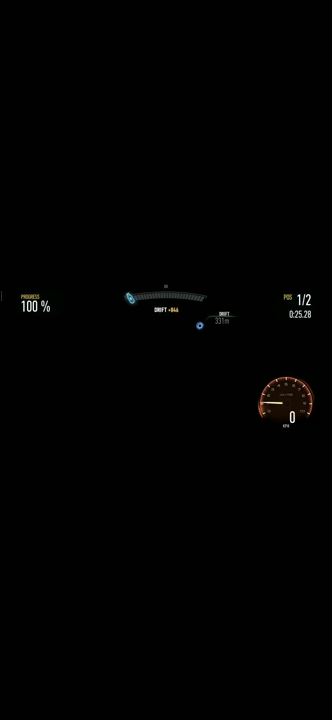 PROGRESS
100 %
DRIFT +846
DRIFT
331m
POS 1/2
0:25.28
0
KPH